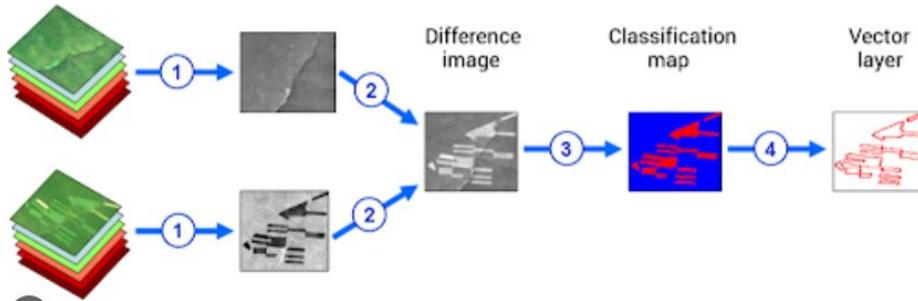 Difference
image
Classification
map
Vector
layer
1
2
3
4
1
2